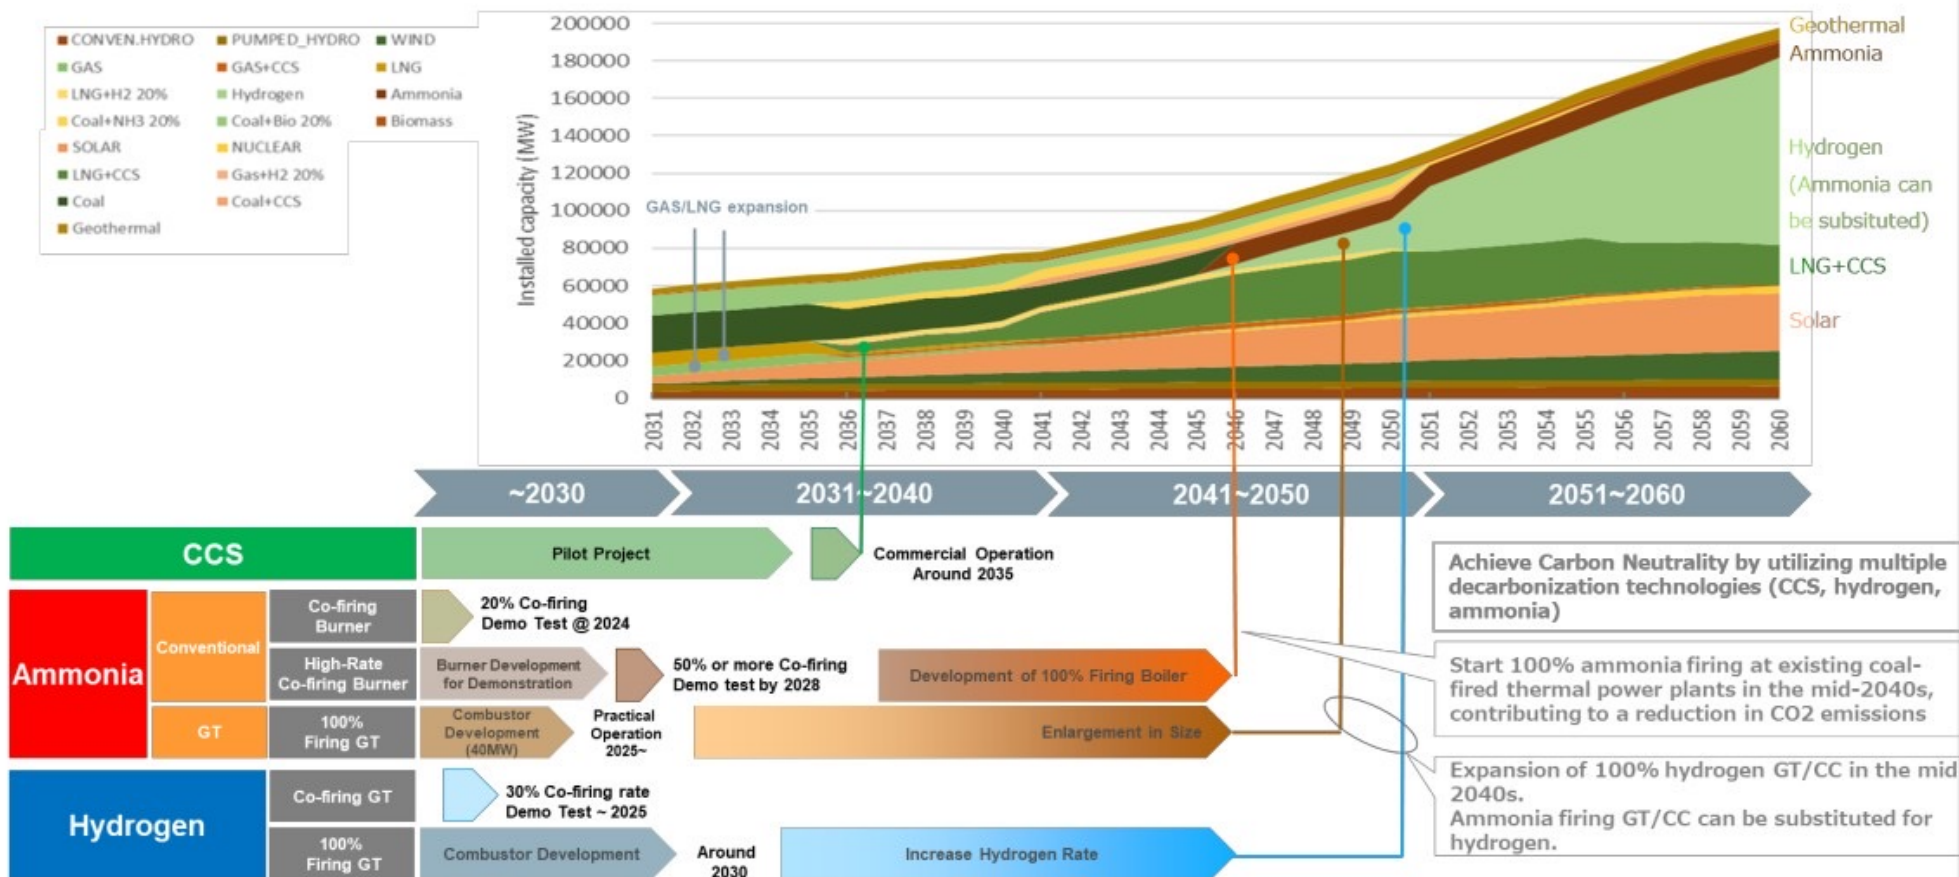 CONVEN.HYDRO PUMPED_HYDRO WIND
GAS GAS+CCS LNG
LNG+H2 20% Hydrogen Ammonia
Coal+NH3 20% Coal+Bio 20% Biomass
SOLAR NUCLEAR
LNG+CCS Gas+H2 20%
Coal Coal+CCS
Geothermal
Installed capacity (MW)
200000
180000
160000
140000
120000
100000
80000
60000
40000
20000
0
GAS/LNG expansion
Geothermal
Ammonia
Hydrogen
(Ammonia can
be subsituted)
LNG+CCS
Solar
2031 2032 2033 2034 2035 2036 2037 2038 2039 2040 2041 2042 2043 2044 2045 2046 2047 2048 2049 2050 2051 2052 2053 2054 2055 2056 2057 2058 2059 2060
~2030 2031~2040 2041~2050 2051~2060
CCS
Pilot Project
Commercial Operation
Around 2035
Ammonia
Conventional
Co-firing
Burner
20% Co-firing
Demo Test @ 2024
High-Rate
Co-firing Burner
Burner Development
for Demonstration
50% or more Co-firing
Demo test by 2028
Development of 100% Firing Boiler
GT
100%
Firing GT
Combustor
Development
(40MW)
Practical
Operation
2025~
Enlargement in Size
Hydrogen
Co-firing GT
30% Co-firing rate
Demo Test ~ 2025
100%
Firing GT
Combustor Development
Around
2030
Increase Hydrogen Rate
Achieve Carbon Neutrality by utilizing multiple
decarbonization technologies (CCS, hydrogen,
ammonia)
Start 100% ammonia firing at existing coal-
fired thermal power plants in the mid-2040s,
contributing to a reduction in CO2 emissions
Expansion of 100% hydrogen GT/CC in the mid
2040s.
Ammonia firing GT/CC can be substituted for
hydrogen.